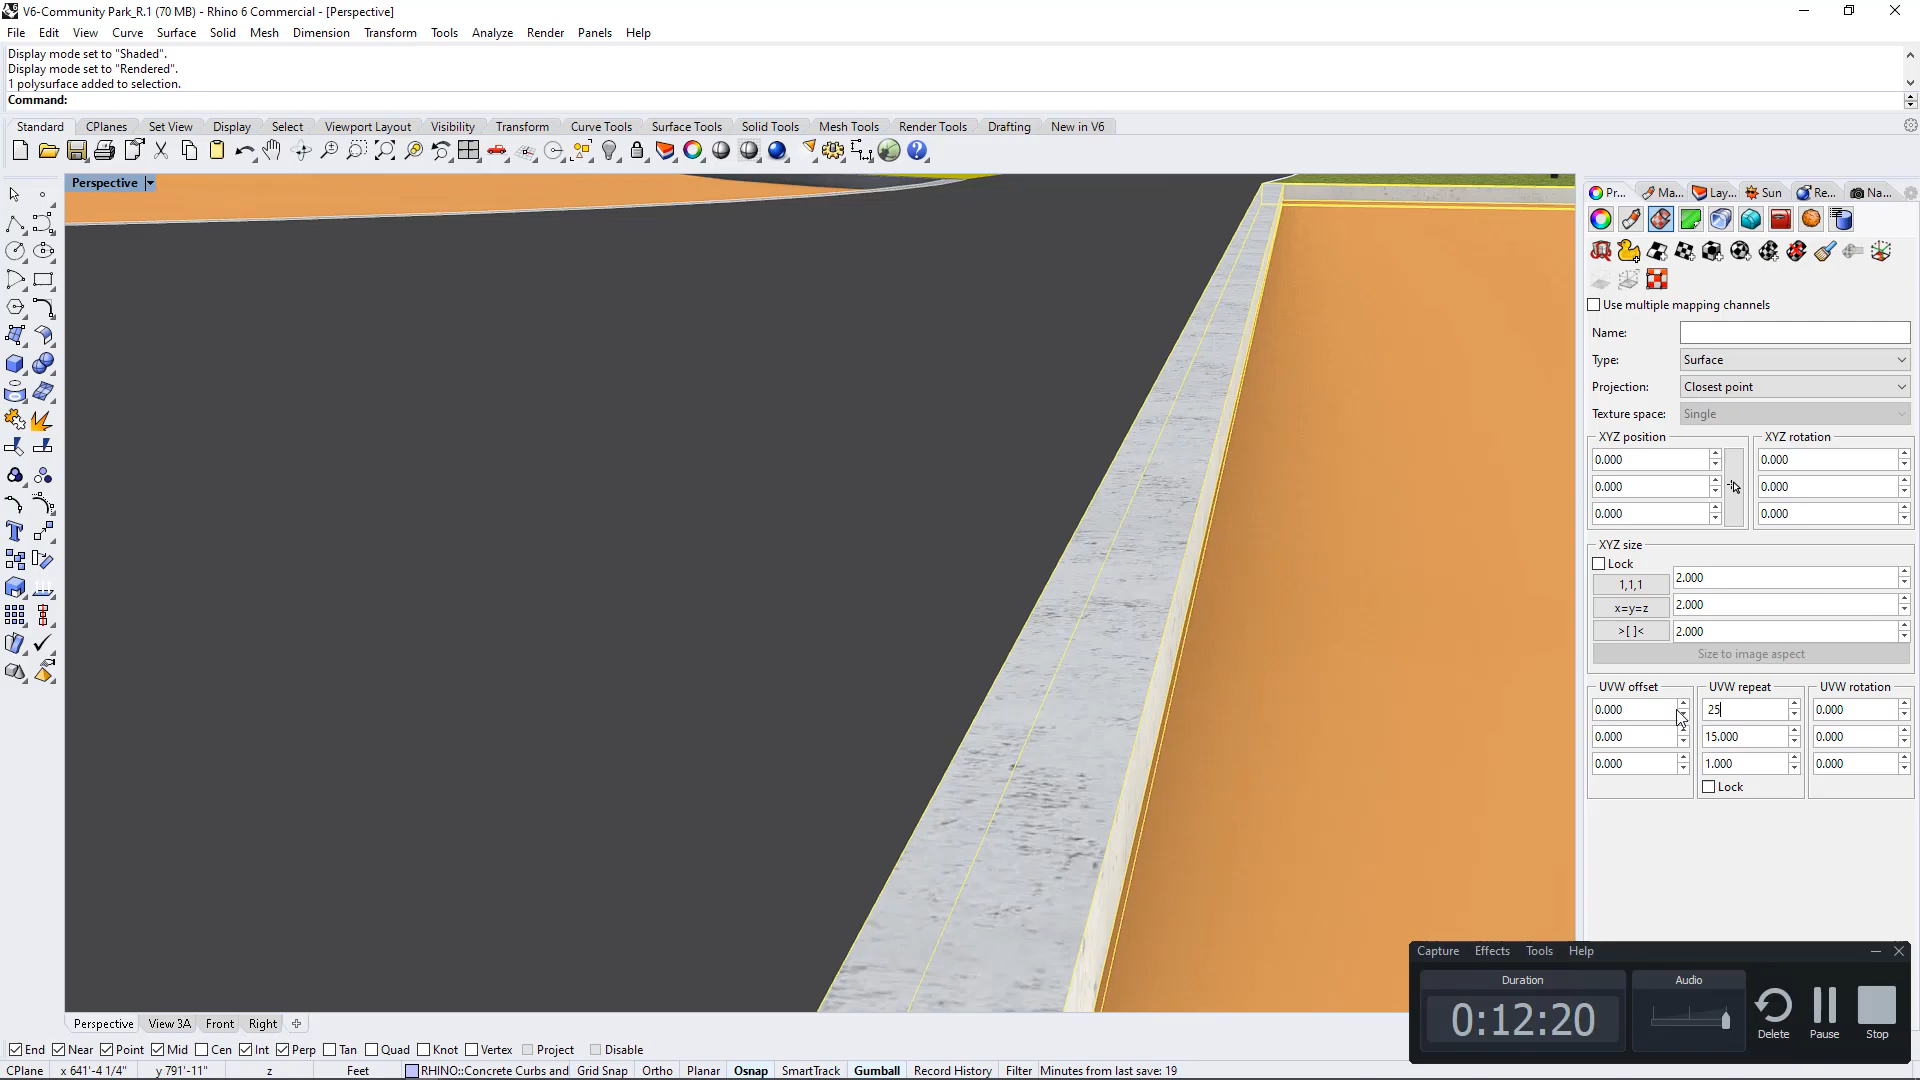 V6-Community Park_R.1 (70 MB) - Rhino 6 Commercial - [Perspective]
File Edit View Curve Surface Solid Mesh Dimension Transform Tools Analyze Render Panels Help
Display mode set to "Shaded".
Display mode set to "Rendered".
1 polysurface added to selection.
Command:
Standard CPlanes Set View Display Select Viewport Layout Visibility Transform Curve Tools Surface Tools Solid Tools Mesh Tools Render Tools Drafting New in V6
Perspective
Pr... Ma... Lay... Sun Re... Na...
Use multiple mapping channels
Name:
Type: Surface
Projection: Closest point
Texture space: Single
XYZ position XYZ rotation
0.000 0.000
0.000 0.000
0.000 0.000
XYZ size
Lock
1,1,1 2.000
x=y=z 2.000
>[ ]< 2.000
Size to image aspect
UVW offset UVW repeat UVW rotation
0.000 25 0.000
0.000 15.000 0.000
0.000 1.000 0.000
Lock
Capture Effects Tools Help
Duration Audio
0:12:20
Delete Pause Stop
Perspective View 3A Front Right
End Near Point Mid Cen Int Perp Tan Quad Knot Vertex Project Disable
CPlane x 641'-4 1/4" y 791'-11" z Feet RHINO::Concrete Curbs and Grid Snap Ortho Planar Osnap SmartTrack Gumball Record History Filter Minutes from last save: 19